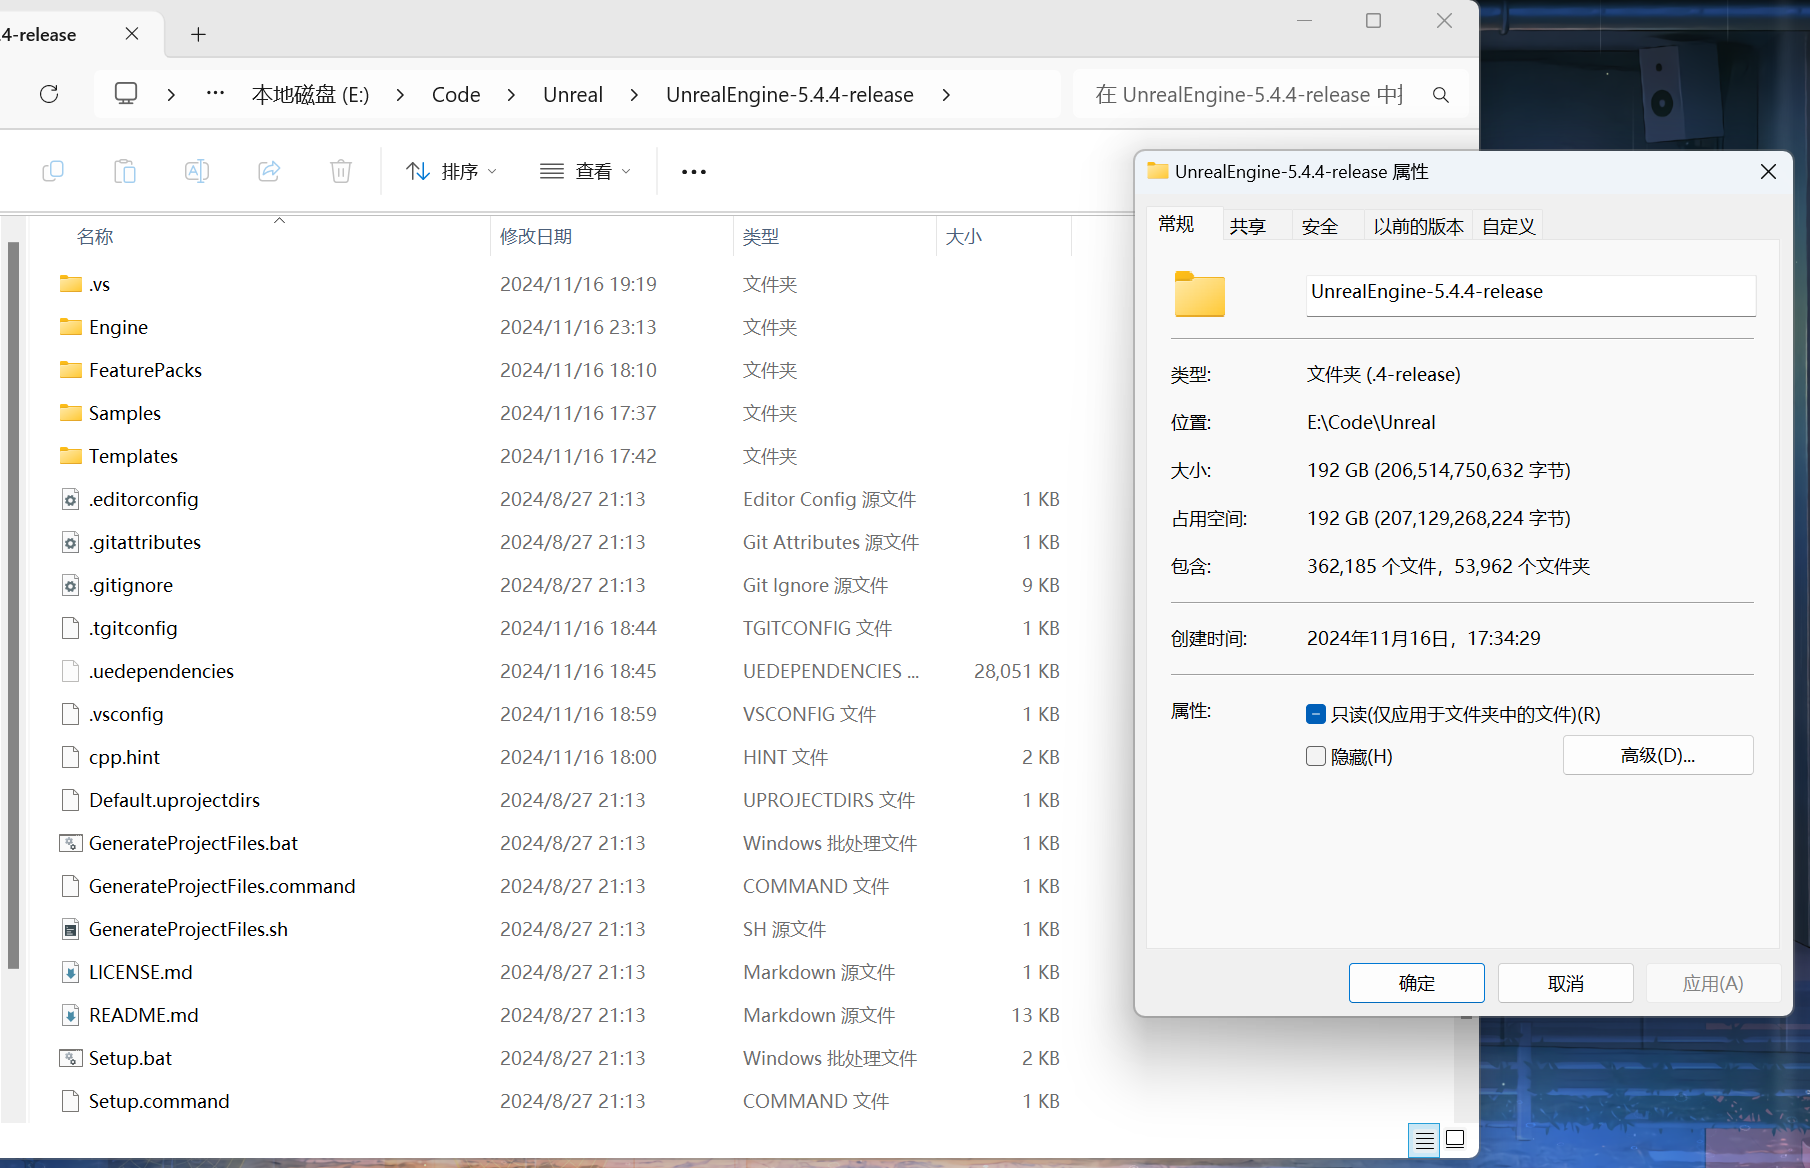 .4-release
本地磁盘 (E:) Code Unreal UnrealEngine-5.4.4-release
在 UnrealEngine-5.4.4-release 中
排序 查看
名称 修改日期 类型 大小
.vs 2024/11/16 19:19 文件夹
Engine 2024/11/16 23:13 文件夹
FeaturePacks 2024/11/16 18:10 文件夹
Samples 2024/11/16 17:37 文件夹
Templates 2024/11/16 17:42 文件夹
.editorconfig 2024/8/27 21:13 Editor Config 源文件 1 KB
.gitattributes 2024/8/27 21:13 Git Attributes 源文件 1 KB
.gitignore 2024/8/27 21:13 Git Ignore 源文件 9 KB
.tgitconfig 2024/11/16 18:44 TGITCONFIG 文件 1 KB
.uedependencies 2024/11/16 18:45 UEDEPENDENCIES ... 28,051 KB
.vsconfig 2024/11/16 18:59 VSCONFIG 文件 1 KB
cpp.hint 2024/11/16 18:00 HINT 文件 2 KB
Default.uprojectdirs 2024/8/27 21:13 UPROJECTDIRS 文件 1 KB
GenerateProjectFiles.bat 2024/8/27 21:13 Windows 批处理文件 1 KB
GenerateProjectFiles.command 2024/8/27 21:13 COMMAND 文件 1 KB
GenerateProjectFiles.sh 2024/8/27 21:13 SH 源文件 1 KB
LICENSE.md 2024/8/27 21:13 Markdown 源文件 1 KB
README.md 2024/8/27 21:13 Markdown 源文件 13 KB
Setup.bat 2024/8/27 21:13 Windows 批处理文件 2 KB
Setup.command 2024/8/27 21:13 COMMAND 文件 1 KB
UnrealEngine-5.4.4-release 属性
常规 共享 安全 以前的版本 自定义
UnrealEngine-5.4.4-release
类型: 文件夹 (.4-release)
位置: E:\Code\Unreal
大小: 192 GB (206,514,750,632 字节)
占用空间: 192 GB (207,129,268,224 字节)
包含: 362,185 个文件，53,962 个文件夹
创建时间: 2024年11月16日，17:34:29
属性: 只读(仅应用于文件夹中的文件)(R)
隐藏(H) 高级(D)...
确定 取消 应用(A)